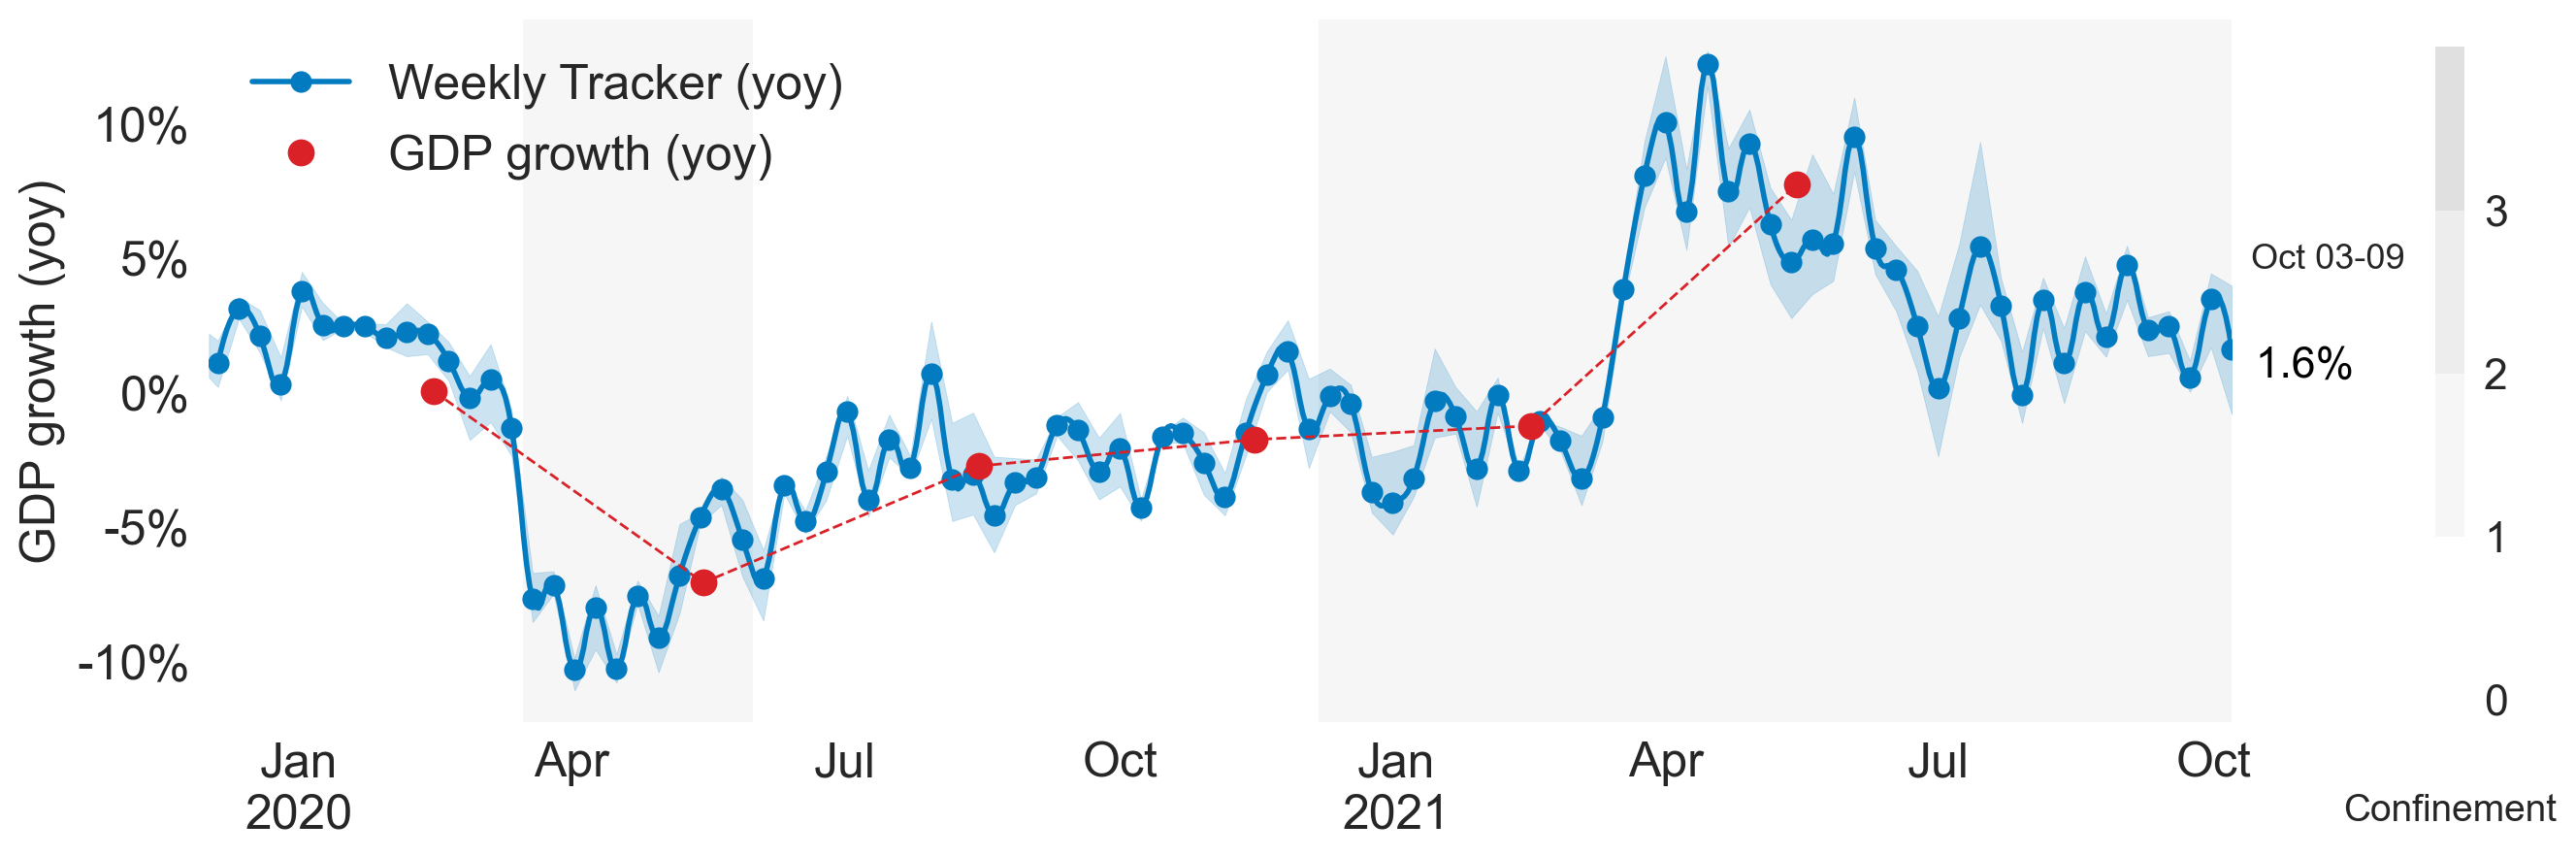 Weekly Tracker (yoy)
GDP growth (yoy)
GDP growth (yoy)
10%
5%
0%
-5%
-10%
Jan
2020
Apr
Jul
Oct
Jan
2021
Apr
Jul
Oct
Oct 03-09
1.6%
3
2
1
0
Confinement